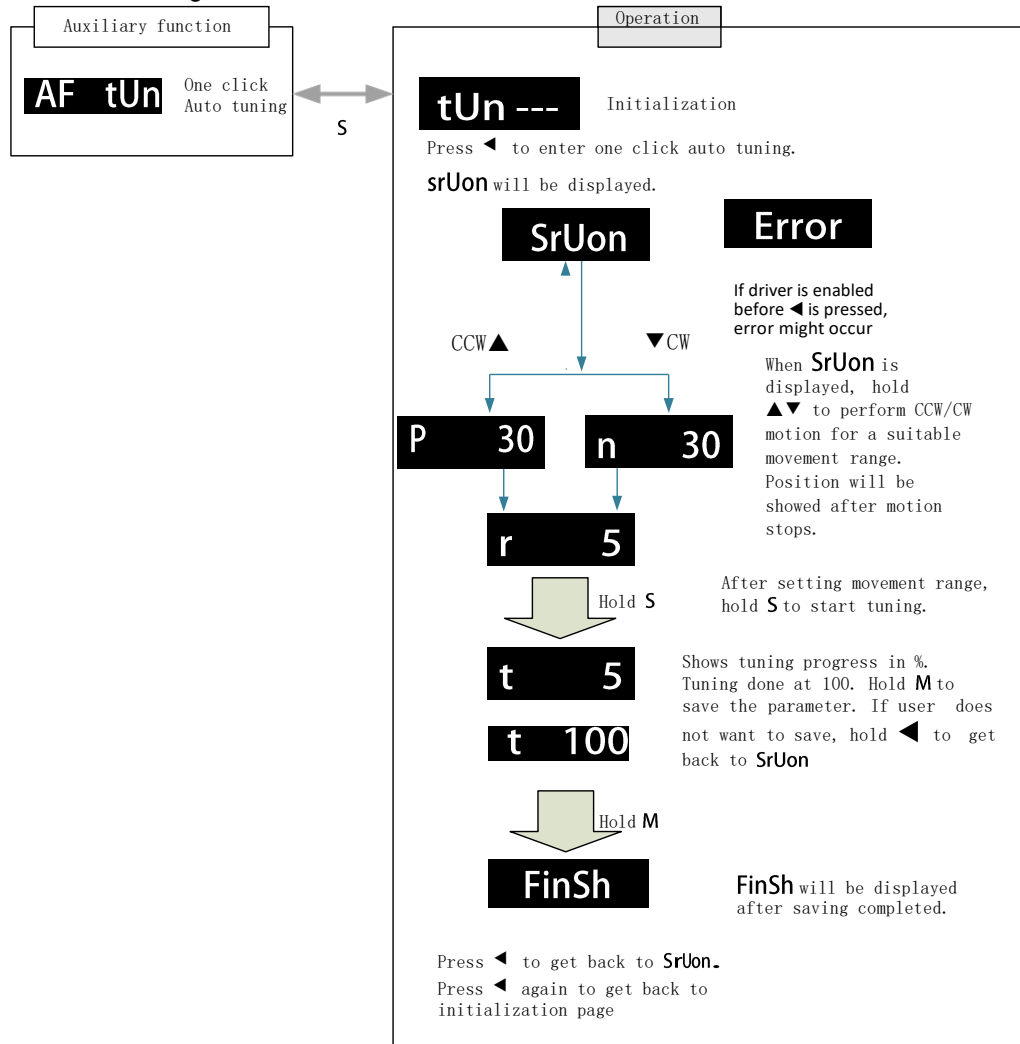 Auxiliary function
AF tUn
One click
Auto tuning
S
Operation
tUn ---
Initialization
Press ◀ to enter one click auto tuning.
srUon will be displayed.
SrUon
Error
If driver is enabled
before ◀ is pressed,
error might occur
CCW▲
▼CW
When SrUon is
displayed, hold
▲▼ to perform CCW/CW
motion for a suitable
movement range.
Position will be
showed after motion
stops.
P 30
n 30
r 5
Hold S
After setting movement range,
hold S to start tuning.
t 5
t 100
Shows tuning progress in %.
Tuning done at 100. Hold M to
save the parameter. If user does
not want to save, hold ◀ to get
back to SrUon
Hold M
FinSh
FinSh will be displayed
after saving completed.
Press ◀ to get back to SrUon.
Press ◀ again to get back to
initialization page